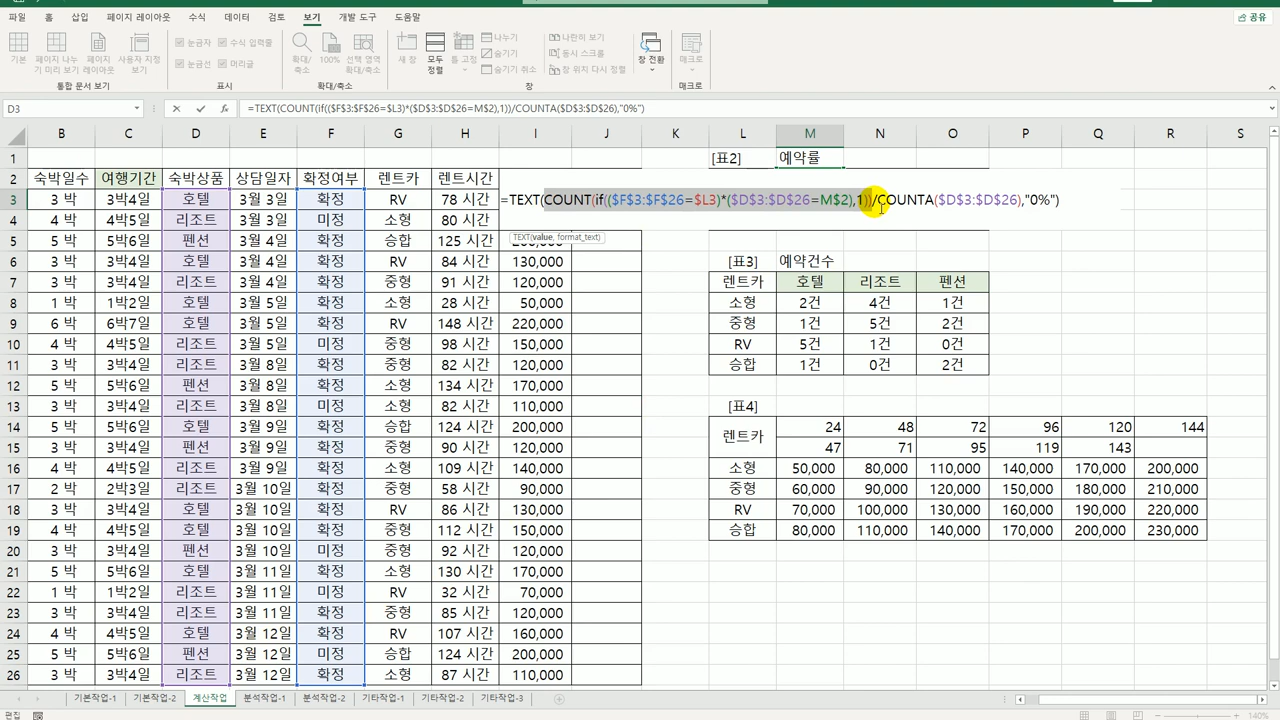 파일 홈 삽입 페이지 레이아웃 수식 데이터 검토 보기 개발 도구 도움말 공유
기본 페이지 나누기 미리 보기 페이지 레이아웃 사용자 지정 보기 눈금자 수식 입력줄 눈금선 머리글 확대/축소 100% 선택 영역 확대/축소 새 창 모두 정렬 틀 고정 나누기 숨기기 숨기기 취소 나란히 보기 동시 스크롤 창 위치 다시 정렬 창 전환 매크로
통합 문서 보기 표시 확대/축소 창 매크로
D3 fx =TEXT(COUNT(if(($F$3:$F$26=$L3)*($D$3:$D$26=M$2),1))/COUNTA($D$3:$D$26),"0%")
B C D E F G H I J K L M N O P Q R S
1 [표2] 예약률
2 숙박일수 여행기간 숙박상품 상담일자 확정여부 렌트카 렌트시간
3 3 박 3박4일 호텔 3월 3일 확정 RV 78 시간 =TEXT(COUNT(if(($F$3:$F$26=$L3)*($D$3:$D$26=M$2),1))/COUNTA($D$3:$D$26),"0%")
4 4 박 4박5일 리조트 3월 3일 미정 소형 80 시간
TEXT(value, format_text)
5 5 박 5박6일 펜션 3월 3일 확정 승합 125 시간 200,000
6 3 박 3박4일 호텔 3월 4일 확정 RV 84 시간 130,000 [표3] 예약건수
7 3 박 3박4일 리조트 3월 4일 확정 중형 91 시간 120,000 렌트카 호텔 리조트 펜션
8 1 박 1박2일 호텔 3월 4일 확정 소형 28 시간 50,000 소형 2건 4건 1건
9 6 박 6박7일 호텔 3월 5일 확정 RV 148 시간 220,000 중형 1건 5건 2건
10 4 박 4박5일 리조트 3월 5일 미정 중형 98 시간 150,000 RV 5건 1건 0건
11 3 박 3박4일 리조트 3월 8일 확정 중형 82 시간 120,000 승합 1건 0건 2건
12 5 박 5박6일 펜션 3월 8일 확정 소형 134 시간 170,000
13 3 박 3박4일 리조트 3월 8일 미정 소형 82 시간 110,000 [표4]
14 5 박 5박6일 호텔 3월 9일 확정 승합 124 시간 200,000 렌트카 24 48 72 96 120 144
15 3 박 3박4일 펜션 3월 9일 확정 중형 90 시간 120,000 47 71 95 119 143
16 4 박 4박5일 리조트 3월 9일 확정 소형 109 시간 140,000 소형 50,000 80,000 110,000 140,000 170,000 200,000
17 2 박 2박3일 리조트 3월 10일 확정 중형 58 시간 90,000 중형 60,000 90,000 120,000 150,000 180,000 210,000
18 3 박 3박4일 호텔 3월 10일 확정 RV 86 시간 130,000 RV 70,000 100,000 130,000 160,000 190,000 220,000
19 4 박 4박5일 호텔 3월 10일 확정 중형 112 시간 150,000 승합 80,000 110,000 140,000 170,000 200,000 230,000
20 3 박 3박4일 펜션 3월 10일 미정 중형 92 시간 120,000
21 5 박 5박6일 호텔 3월 11일 확정 소형 130 시간 170,000
22 1 박 1박2일 리조트 3월 11일 미정 RV 32 시간 70,000
23 3 박 3박4일 리조트 3월 11일 확정 중형 85 시간 120,000
24 4 박 4박5일 호텔 3월 12일 확정 RV 107 시간 160,000
25 5 박 5박6일 펜션 3월 12일 미정 승합 124 시간 200,000
26 3 박 3박4일 리조트 3월 12일 확정 소형 87 시간 110,000
기본작업-1 기본작업-2 계산작업 분석작업-1 분석작업-2 기타작업-1 기타작업-2 기타작업-3
편집 140%